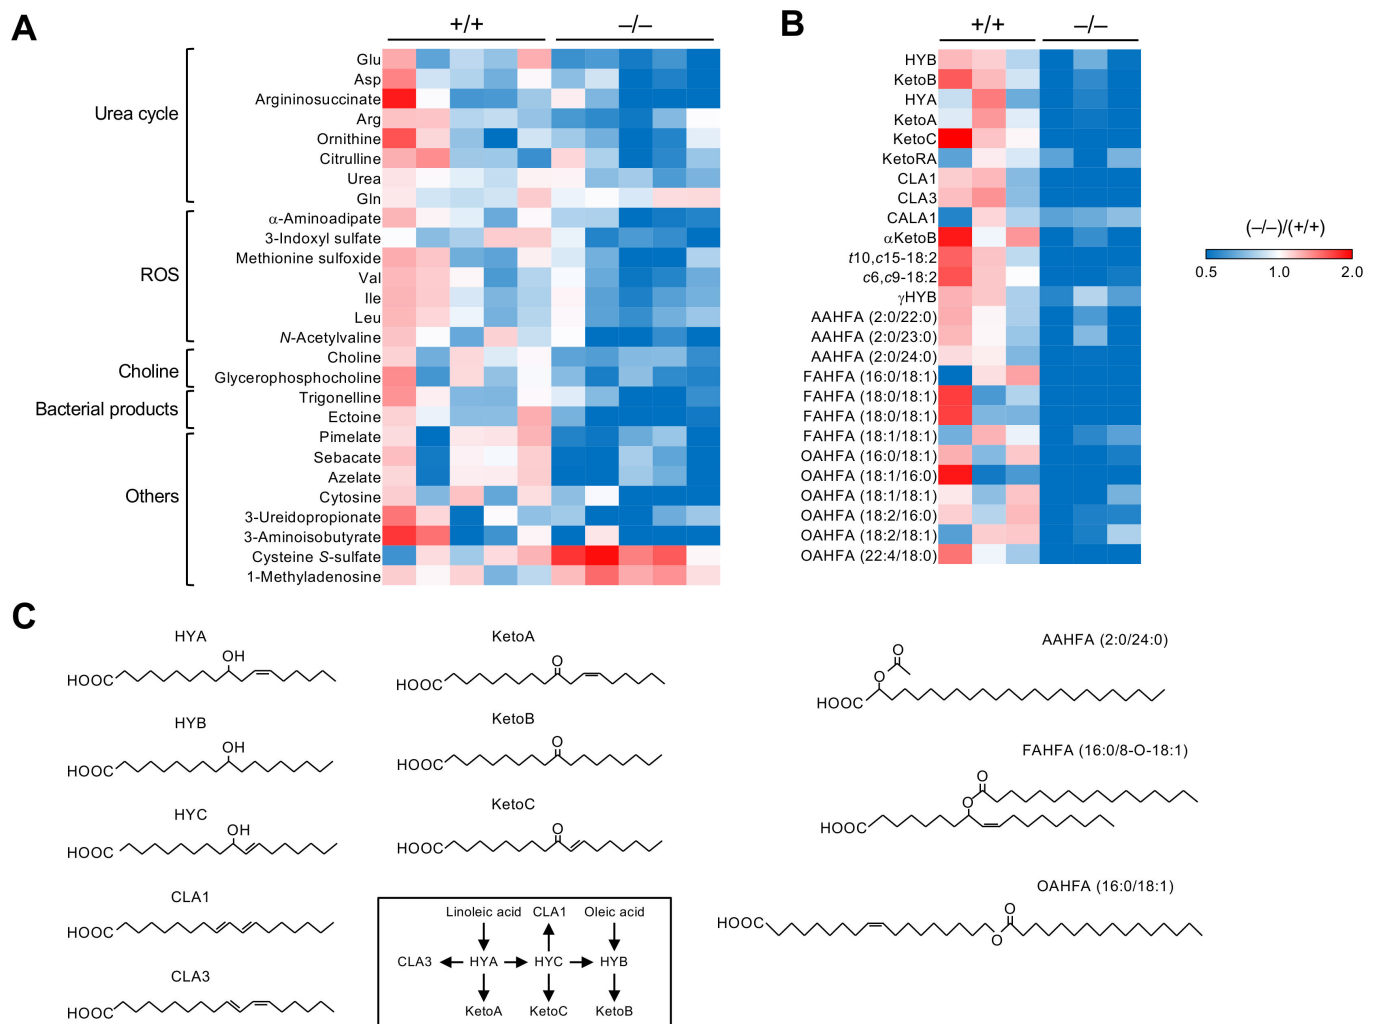 A
+/+
–/–
Urea cycle
Glu
Asp
Argininosuccinate
Arg
Ornithine
Citrulline
Urea
Gln
ROS
α-Aminoadipate
3-Indoxyl sulfate
Methionine sulfoxide
Val
Ile
Leu
N-Acetylvaline
Choline
Choline
Glycerophosphocholine
Bacterial products
Trigonelline
Ectoine
Others
Pimelate
Sebacate
Azelate
Cytosine
3-Ureidopropionate
3-Aminoisobutyrate
Cysteine S-sulfate
1-Methyladenosine
B
+/+
–/–
HYB
KetoB
HYA
KetoA
KetoC
KetoRA
CLA1
CLA3
CALA1
αKetoB
t10,c15-18:2
c6,c9-18:2
γHYB
AAHFA (2:0/22:0)
AAHFA (2:0/23:0)
AAHFA (2:0/24:0)
FAHFA (16:0/18:1)
FAHFA (18:0/18:1)
FAHFA (18:0/18:1)
FAHFA (18:1/18:1)
OAHFA (16:0/18:1)
OAHFA (18:1/16:0)
OAHFA (18:1/18:1)
OAHFA (18:2/16:0)
OAHFA (18:2/18:1)
OAHFA (22:4/18:0)
(–/–)/(+/+)
0.5 1.0 2.0
C
HYA
OH
HOOC
HYB
OH
HOOC
HYC
OH
HOOC
CLA1
HOOC
CLA3
HOOC
KetoA
O
HOOC
KetoB
O
HOOC
KetoC
O
HOOC
Linoleic acid CLA1 Oleic acid
CLA3 HYA HYC HYB
KetoA KetoC KetoB
AAHFA (2:0/24:0)
O
O
HOOC
FAHFA (16:0/8-O-18:1)
O
O
HOOC
OAHFA (16:0/18:1)
O
HOOC
O